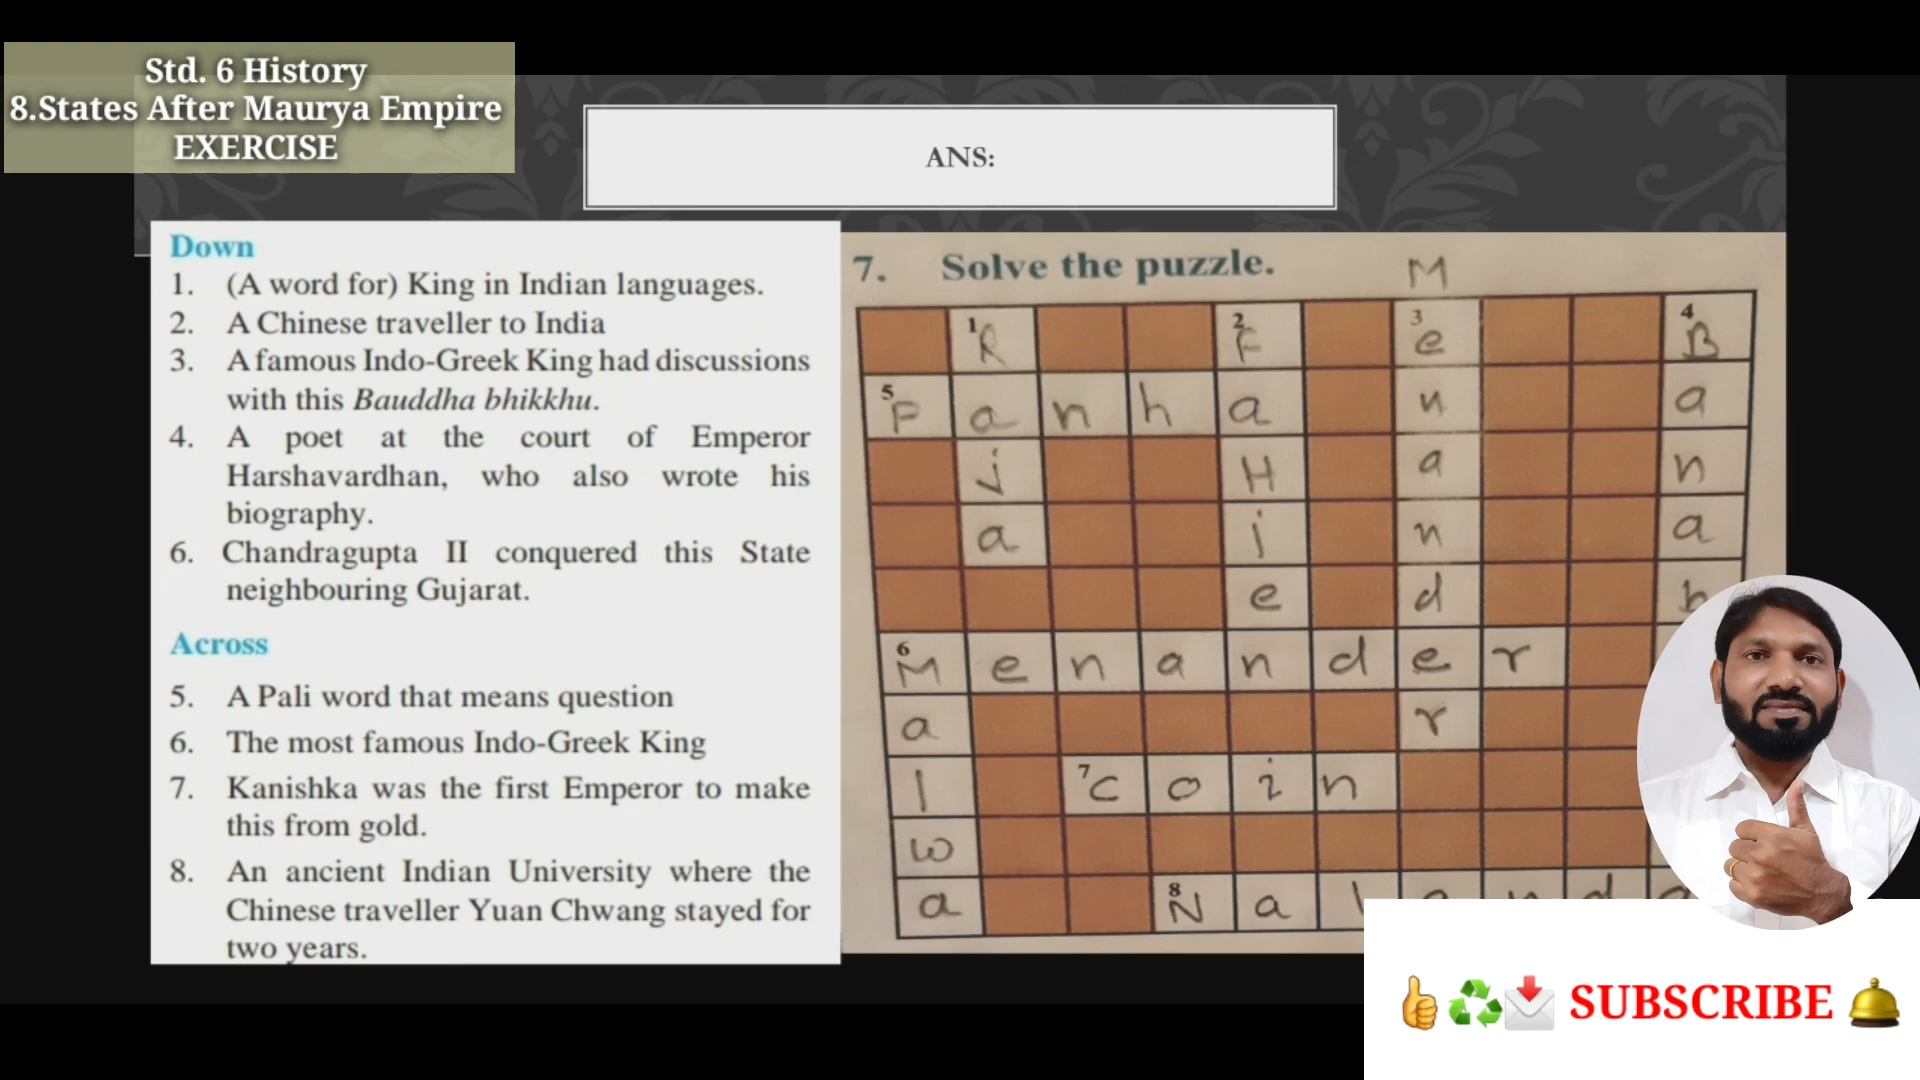 Std. 6 History
8.States After Maurya Empire
EXERCISE
ANS:
Down
1. (A word for) King in Indian languages.
2. A Chinese traveller to India
3. A famous Indo-Greek King had discussions
with this Bauddha bhikkhu.
4. A poet at the court of Emperor
Harshavardhan, who also wrote his
biography.
6. Chandragupta II conquered this State
neighbouring Gujarat.
Across
5. A Pali word that means question
6. The most famous Indo-Greek King
7. Kanishka was the first Emperor to make
this from gold.
8. An ancient Indian University where the
Chinese traveller Yuan Chwang stayed for
two years.
7. Solve the puzzle.
M
1 R 2 F 3 e 4 B
5 P a n h a n a
j H a n
a i n a
e d b
6 M e n a n d e r
a r
l 7 c o i n
w
a 8 N a l a n d a
SUBSCRIBE